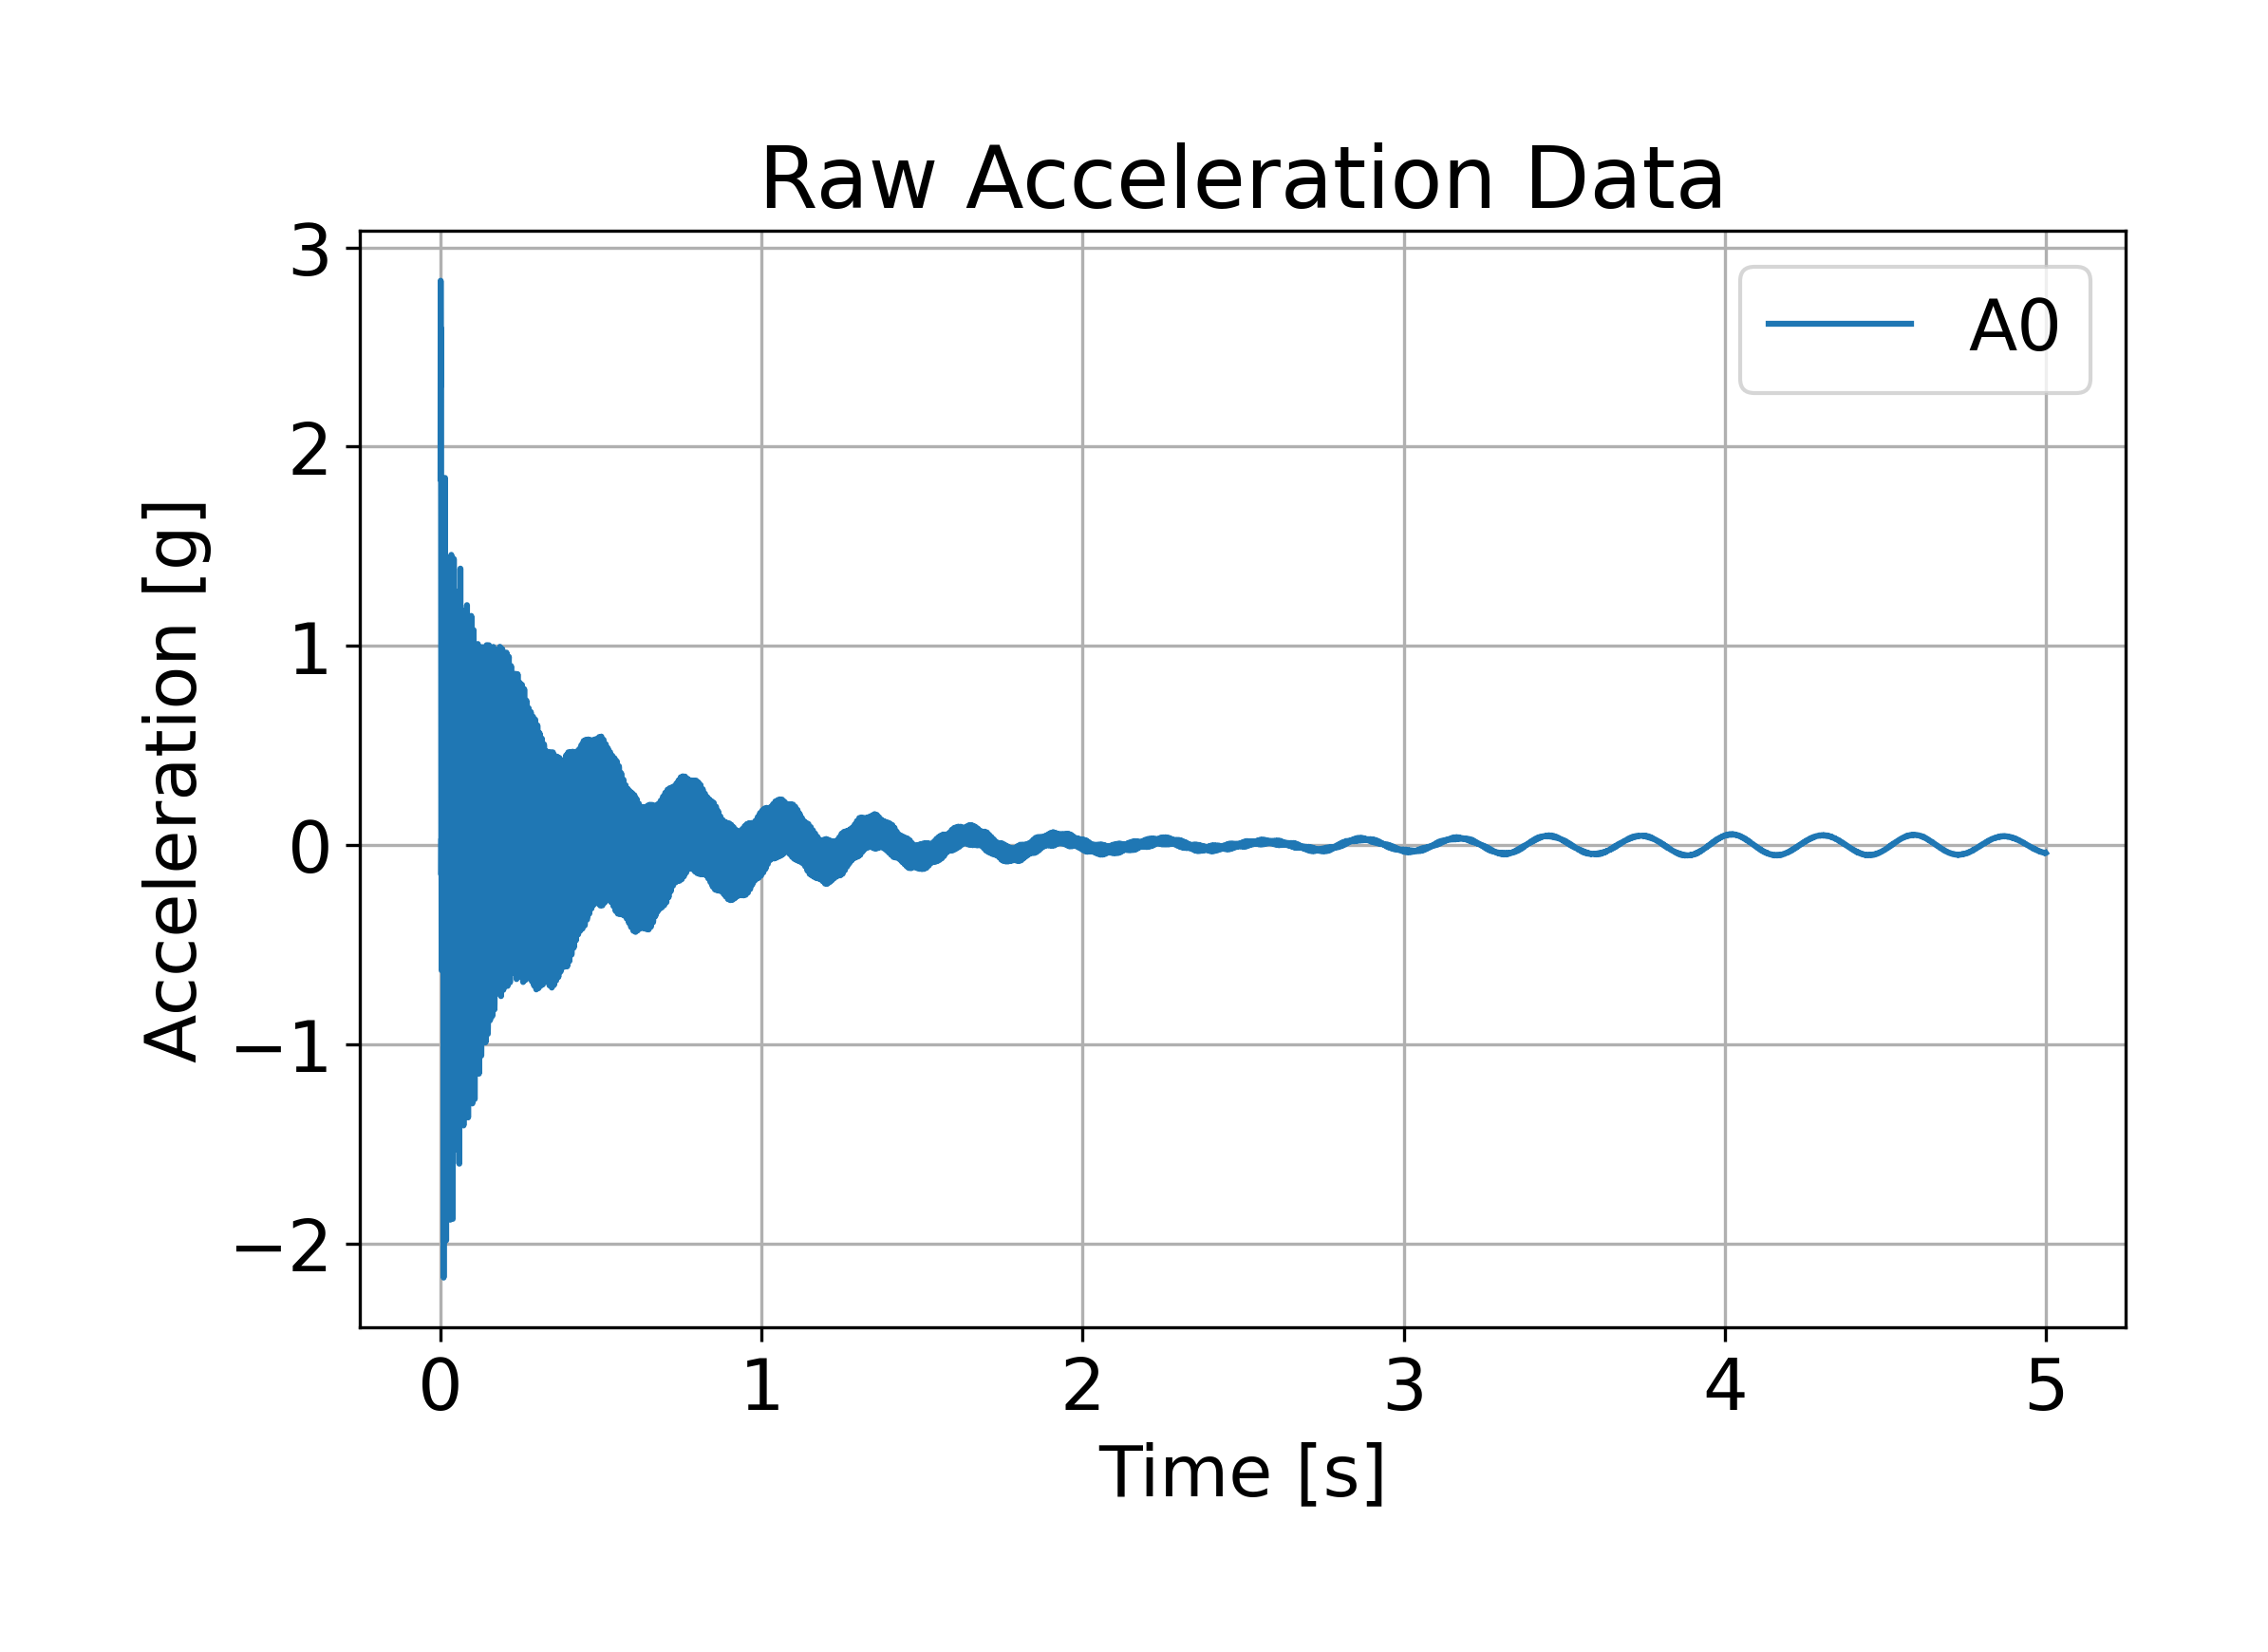 Raw Acceleration Data
3
2
1
0
−1
−2
Acceleration [g]
A0
0 1 2 3 4 5
Time [s]